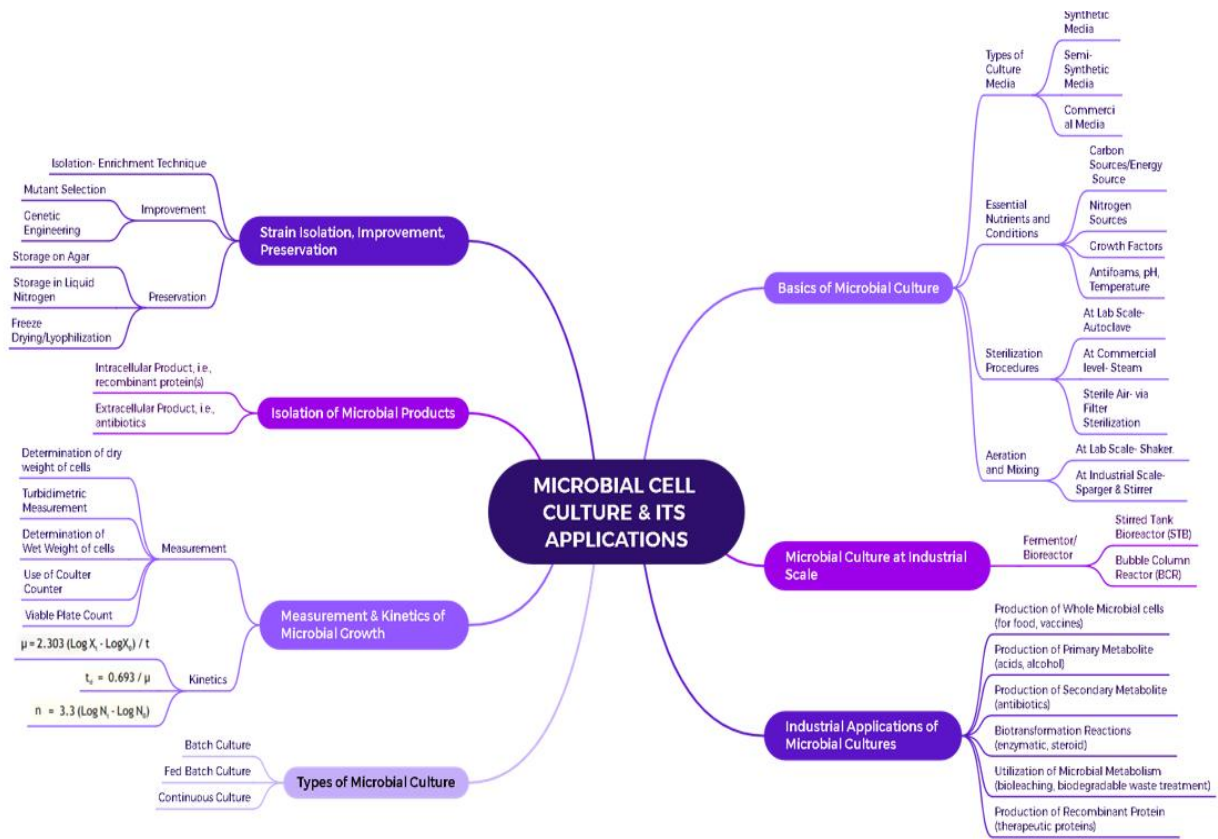 MICROBIAL CELL
CULTURE & ITS
APPLICATIONS
Strain Isolation, Improvement,
Preservation
Isolation- Enrichment Technique
Improvement
Mutant Selection
Genetic
Engineering
Preservation
Storage on Agar
Storage in Liquid
Nitrogen
Freeze
Drying/Lyophilization
Isolation of Microbial Products
Intracellular Product, i.e.,
recombinant protein(s)
Extracellular Product, i.e.,
antibiotics
Measurement & Kinetics of
Microbial Growth
Measurement
Determination of dry
weight of cells
Turbidimetric
Measurement
Determination of
Wet Weight of cells
Use of Coulter
Counter
Viable Plate Count
Kinetics
μ = 2.303 (Log Xₜ - LogX₀) / t
t_d = 0.693 / μ
n = 3.3 (Log Nₜ - Log N₀)
Types of Microbial Culture
Batch Culture
Fed Batch Culture
Continuous Culture
Basics of Microbial Culture
Types of
Culture
Media
Synthetic
Media
Semi-
Synthetic
Media
Commerci
al Media
Essential
Nutrients and
Conditions
Carbon
Sources/Energy
Source
Nitrogen
Sources
Growth Factors
Antifoams, pH,
Temperature
Sterilization
Procedures
At Lab Scale-
Autoclave
At Commercial
level- Steam
Sterile Air- via
Filter
Sterilization
Aeration
and Mixing
At Lab Scale- Shaker.
At Industrial Scale-
Sparger & Stirrer
Microbial Culture at Industrial
Scale
Fermentor/
Bioreactor
Stirred Tank
Bioreactor (STB)
Bubble Column
Reactor (BCR)
Industrial Applications of
Microbial Cultures
Production of Whole Microbial cells
(for food, vaccines)
Production of Primary Metabolite
(acids, alcohol)
Production of Secondary Metabolite
(antibiotics)
Biotransformation Reactions
(enzymatic, steroid)
Utilization of Microbial Metabolism
(bioleaching, biodegradable waste treatment)
Production of Recombinant Protein
(therapeutic proteins)